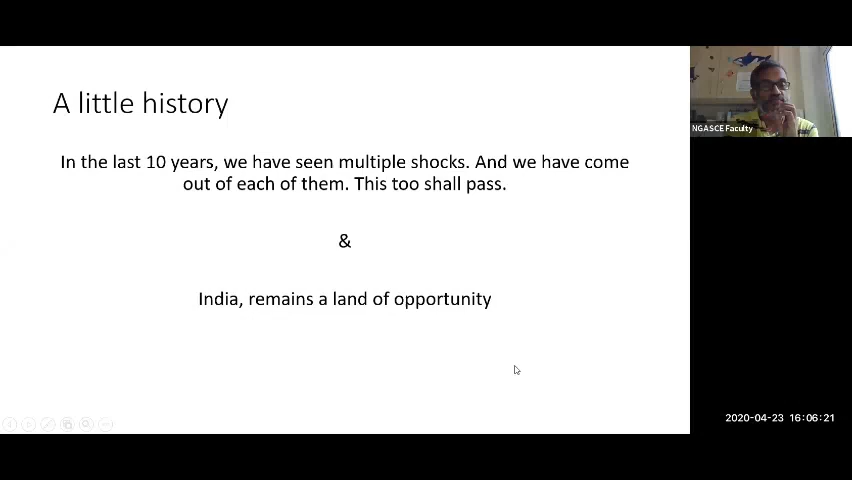 A little history
In the last 10 years, we have seen multiple shocks. And we have come
out of each of them. This too shall pass.
&
India, remains a land of opportunity
NGASCE Faculty
2020-04-23 16:06:21